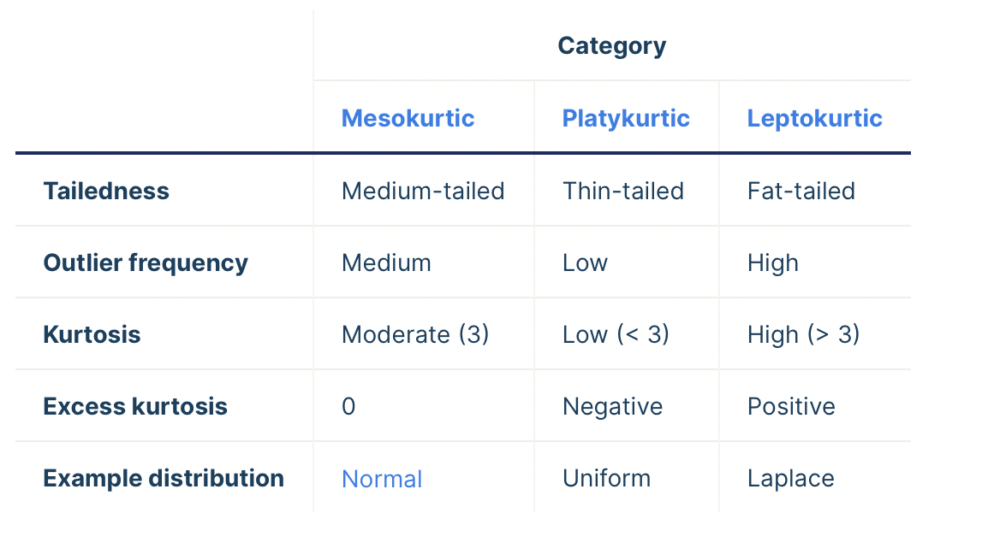 Category
Mesokurtic Platykurtic Leptokurtic
Tailedness Medium-tailed Thin-tailed Fat-tailed
Outlier frequency Medium Low High
Kurtosis Moderate (3) Low (< 3) High (> 3)
Excess kurtosis 0 Negative Positive
Example distribution Normal Uniform Laplace